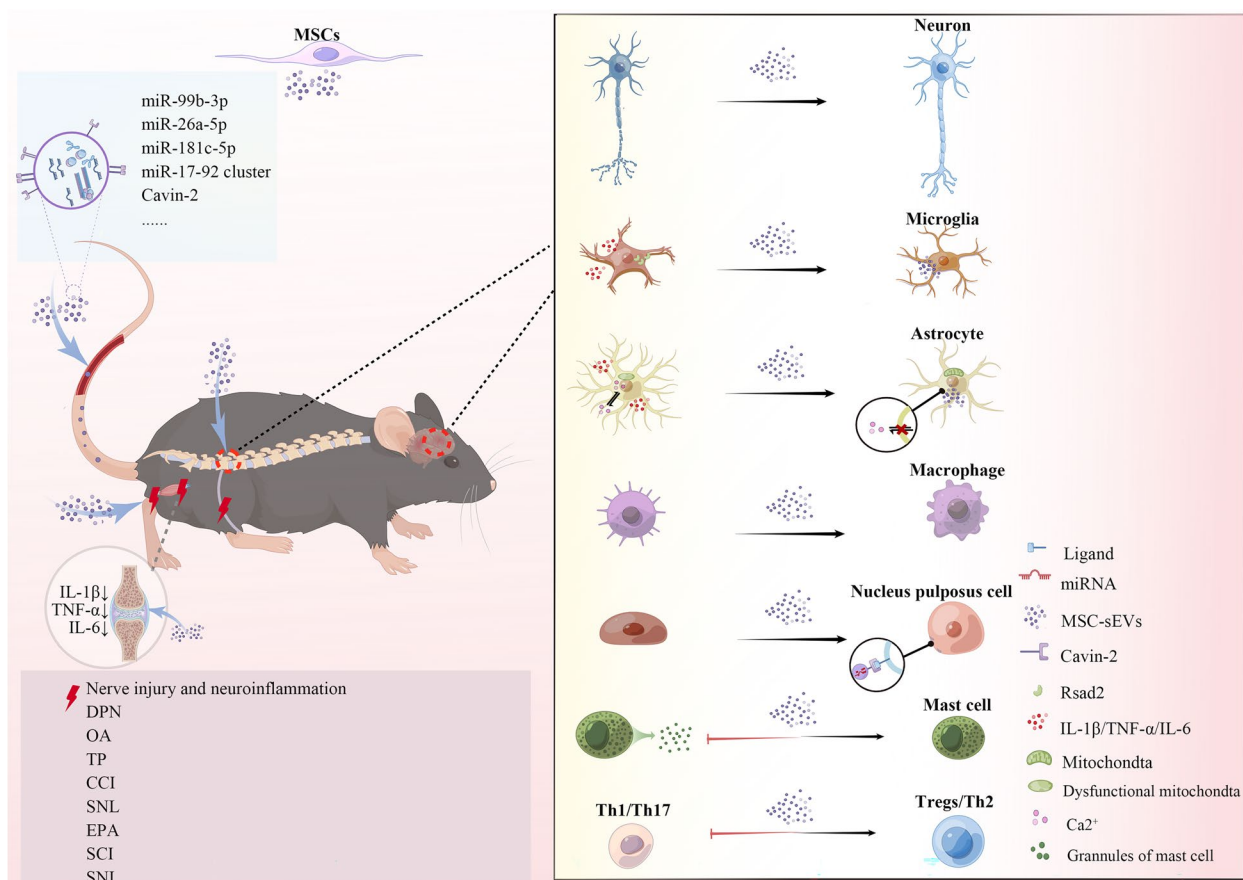 MSCs
miR-99b-3p
miR-26a-5p
miR-181c-5p
miR-17-92 cluster
Cavin-2
......
IL-1β↓
TNF-α↓
IL-6↓
Nerve injury and neuroinflammation
DPN
OA
TP
CCI
SNL
EPA
SCI
SNI
Neuron
Microglia
Astrocyte
Macrophage
Nucleus pulposus cell
Mast cell
Th1/Th17
Tregs/Th2
Ligand
miRNA
MSC-sEVs
Cavin-2
Rsad2
IL-1β/TNF-α/IL-6
Mitochondta
Dysfunctional mitochondta
Ca²⁺
Grannules of mast cell